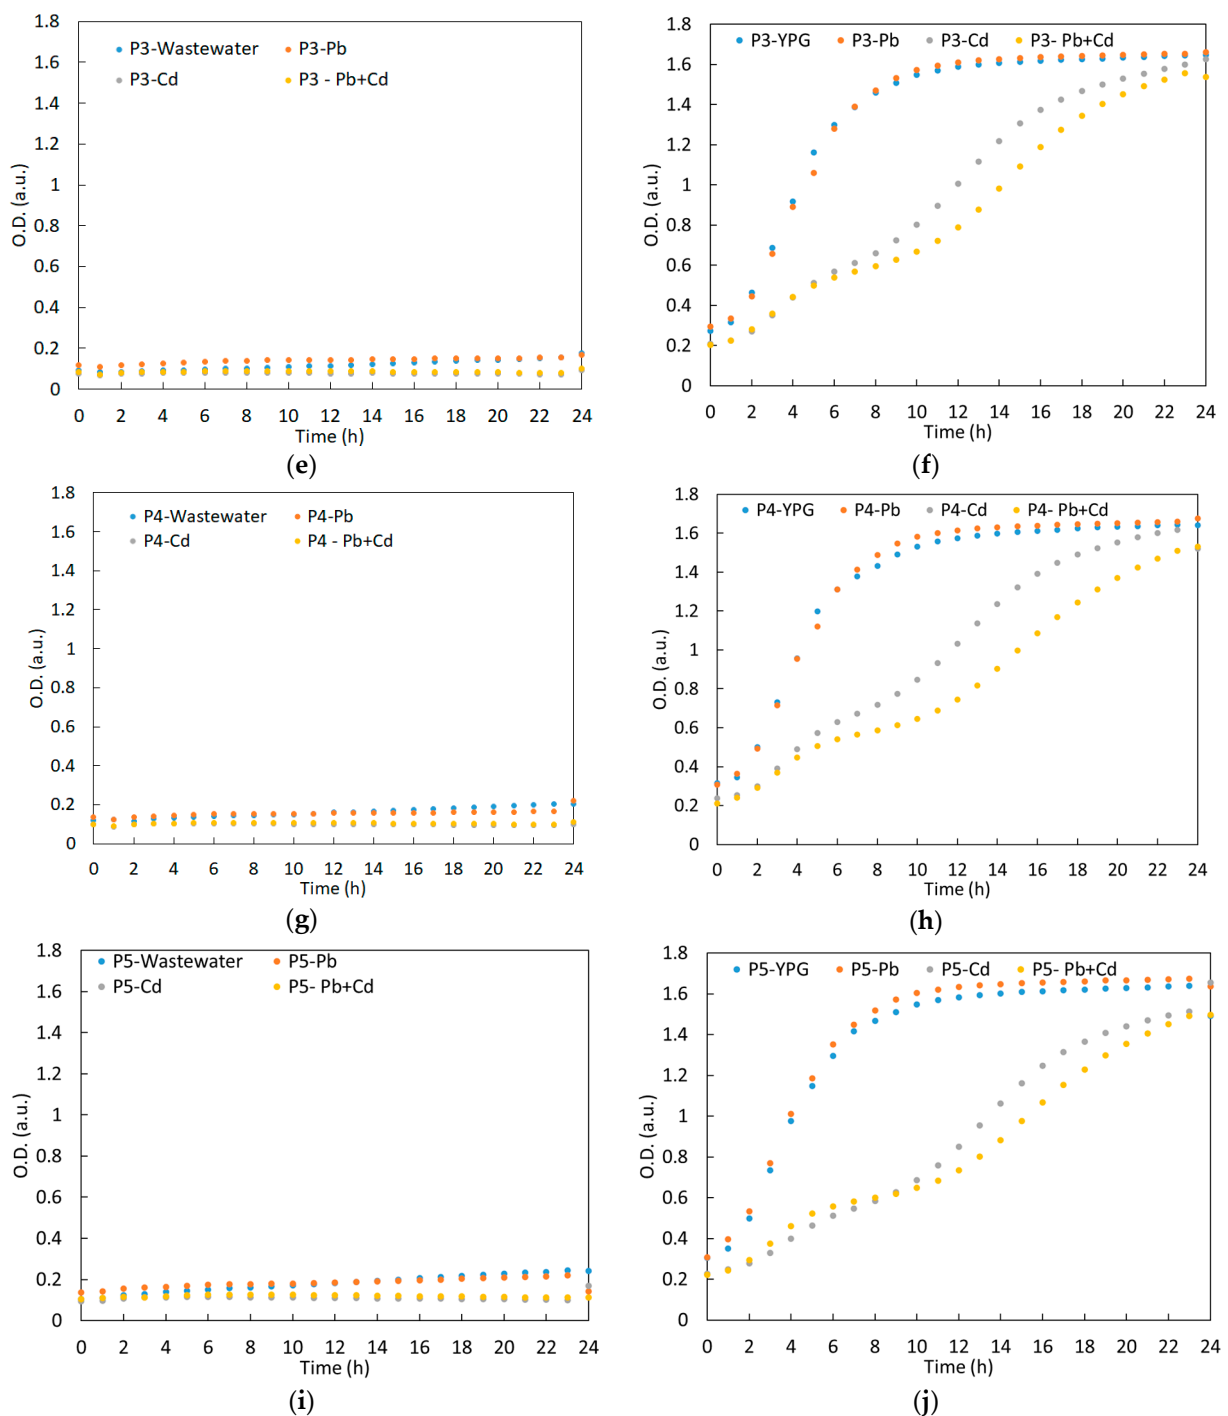 P3-Wastewater P3-Pb
P3-Cd P3 - Pb+Cd
1.8
1.6
1.4
1.2
1
0.8
0.6
0.4
0.2
0
O.D. (a.u.)
0 2 4 6 8 10 12 14 16 18 20 22 24
Time (h)
(e)
P3-YPG P3-Pb P3-Cd P3- Pb+Cd
1.8
1.6
1.4
1.2
1
0.8
0.6
0.4
0.2
0
O.D. (a.u.)
0 2 4 6 8 10 12 14 16 18 20 22 24
Time (h)
(f)
P4-Wastewater P4-Pb
P4-Cd P4 - Pb+Cd
1.8
1.6
1.4
1.2
1
0.8
0.6
0.4
0.2
0
O.D. (a.u.)
0 2 4 6 8 10 12 14 16 18 20 22 24
Time (h)
(g)
P4-YPG P4-Pb P4-Cd P4- Pb+Cd
1.8
1.6
1.4
1.2
1
0.8
0.6
0.4
0.2
0
O.D. (a.u.)
0 2 4 6 8 10 12 14 16 18 20 22 24
Time (h)
(h)
P5-Wastewater P5-Pb
P5-Cd P5- Pb+Cd
1.8
1.6
1.4
1.2
1
0.8
0.6
0.4
0.2
0
O.D. (a.u.)
0 2 4 6 8 10 12 14 16 18 20 22 24
Time (h)
(i)
P5-YPG P5-Pb P5-Cd P5- Pb+Cd
1.8
1.6
1.4
1.2
1
0.8
0.6
0.4
0.2
0
O.D. (a.u.)
0 2 4 6 8 10 12 14 16 18 20 22 24
Time (h)
(j)